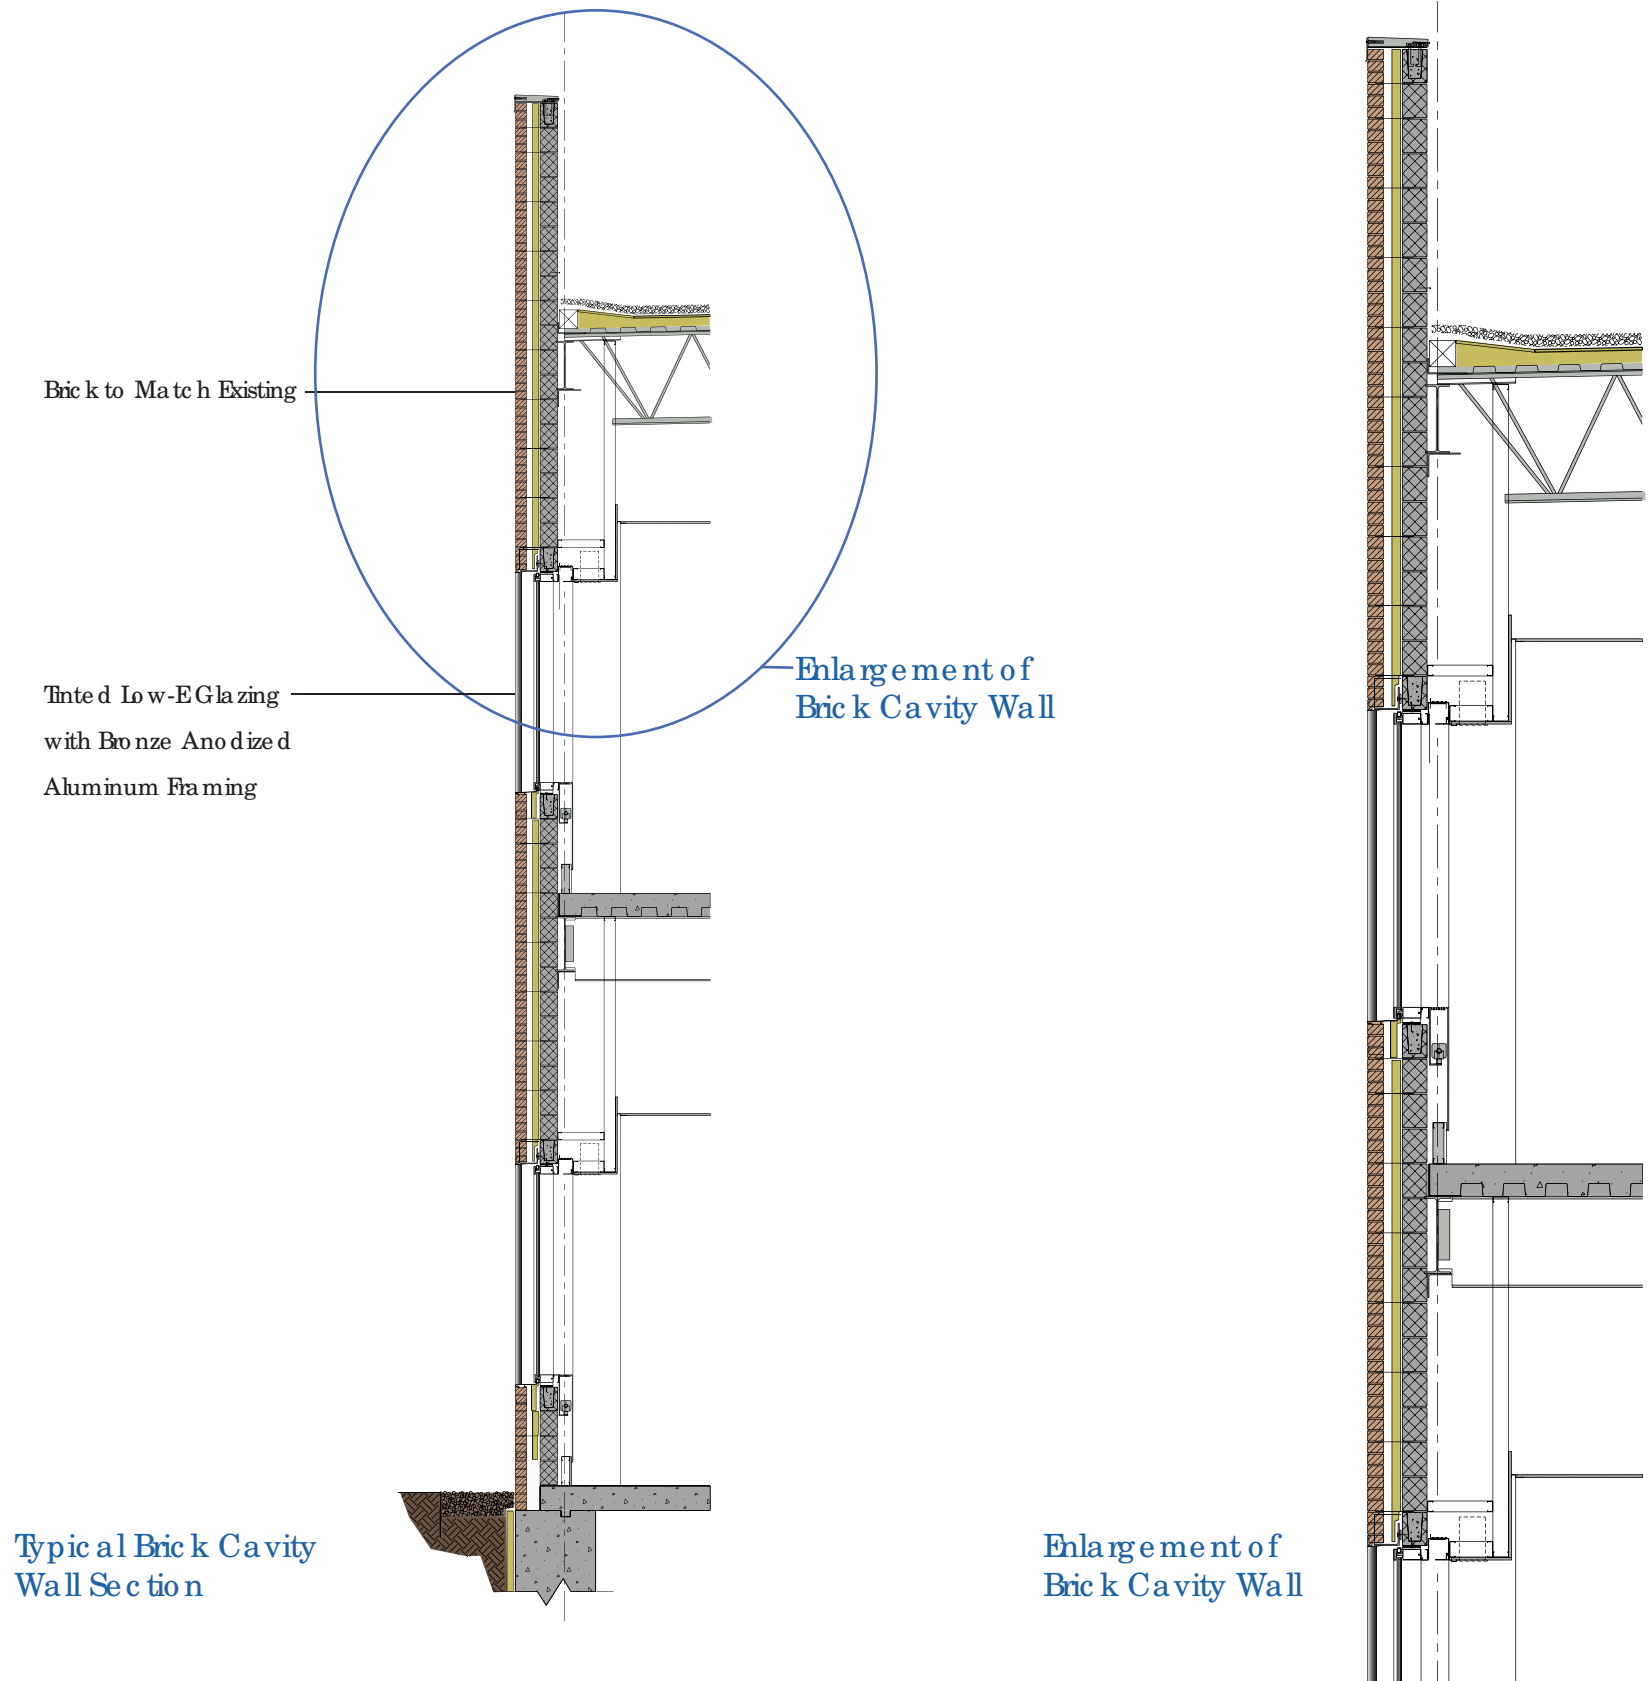 Brick to Match Existing
Tinted Low-E Glazing
with Bronze Anodized
Aluminum Framing
Enlargement of
Brick Cavity Wall
Typical Brick Cavity
Wall Section
Enlargement of
Brick Cavity Wall